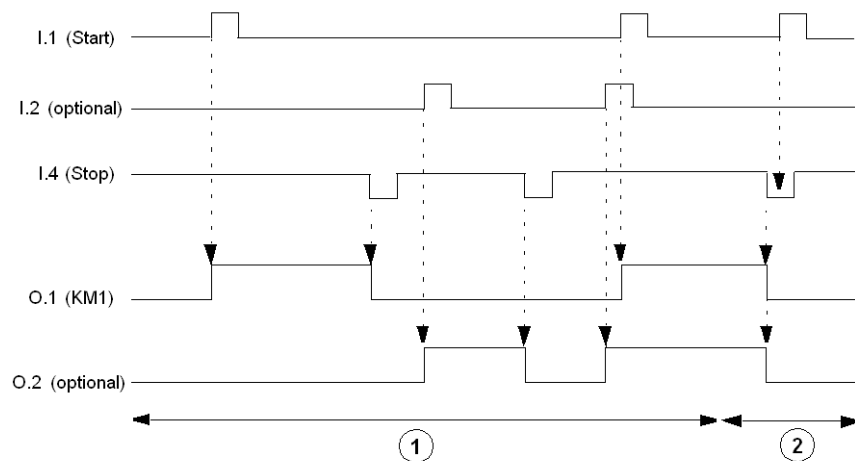 I.1 (Start)
I.2 (optional)
I.4 (Stop)
O.1 (KM1)
O.2 (optional)
1
2